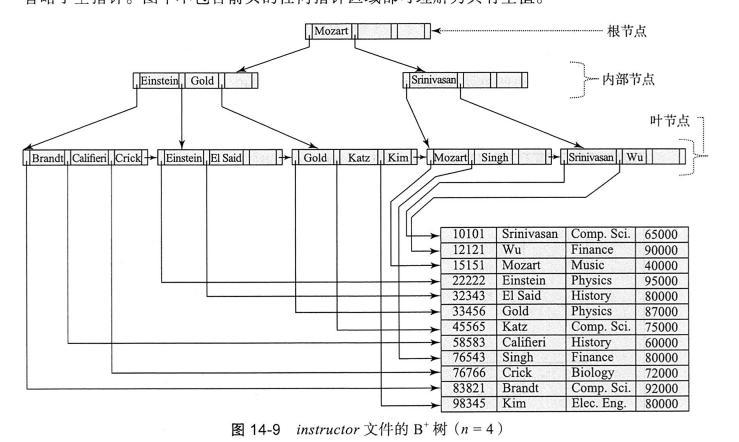 省略了空指针。图中不包含箭头的任何指针区域都可理解为具有空值。
Mozart
根节点
Einstein Gold
Srinivasan
内部节点
叶节点
Brandt Califieri Crick Einstein El Said Gold Katz Kim Mozart Singh Srinivasan Wu
10101 Srinivasan Comp. Sci. 65000
12121 Wu Finance 90000
15151 Mozart Music 40000
22222 Einstein Physics 95000
32343 El Said History 80000
33456 Gold Physics 87000
45565 Katz Comp. Sci. 75000
58583 Califieri History 60000
76543 Singh Finance 80000
76766 Crick Biology 72000
83821 Brandt Comp. Sci. 92000
98345 Kim Elec. Eng. 80000
图 14-9 instructor 文件的 B⁺ 树（n = 4）